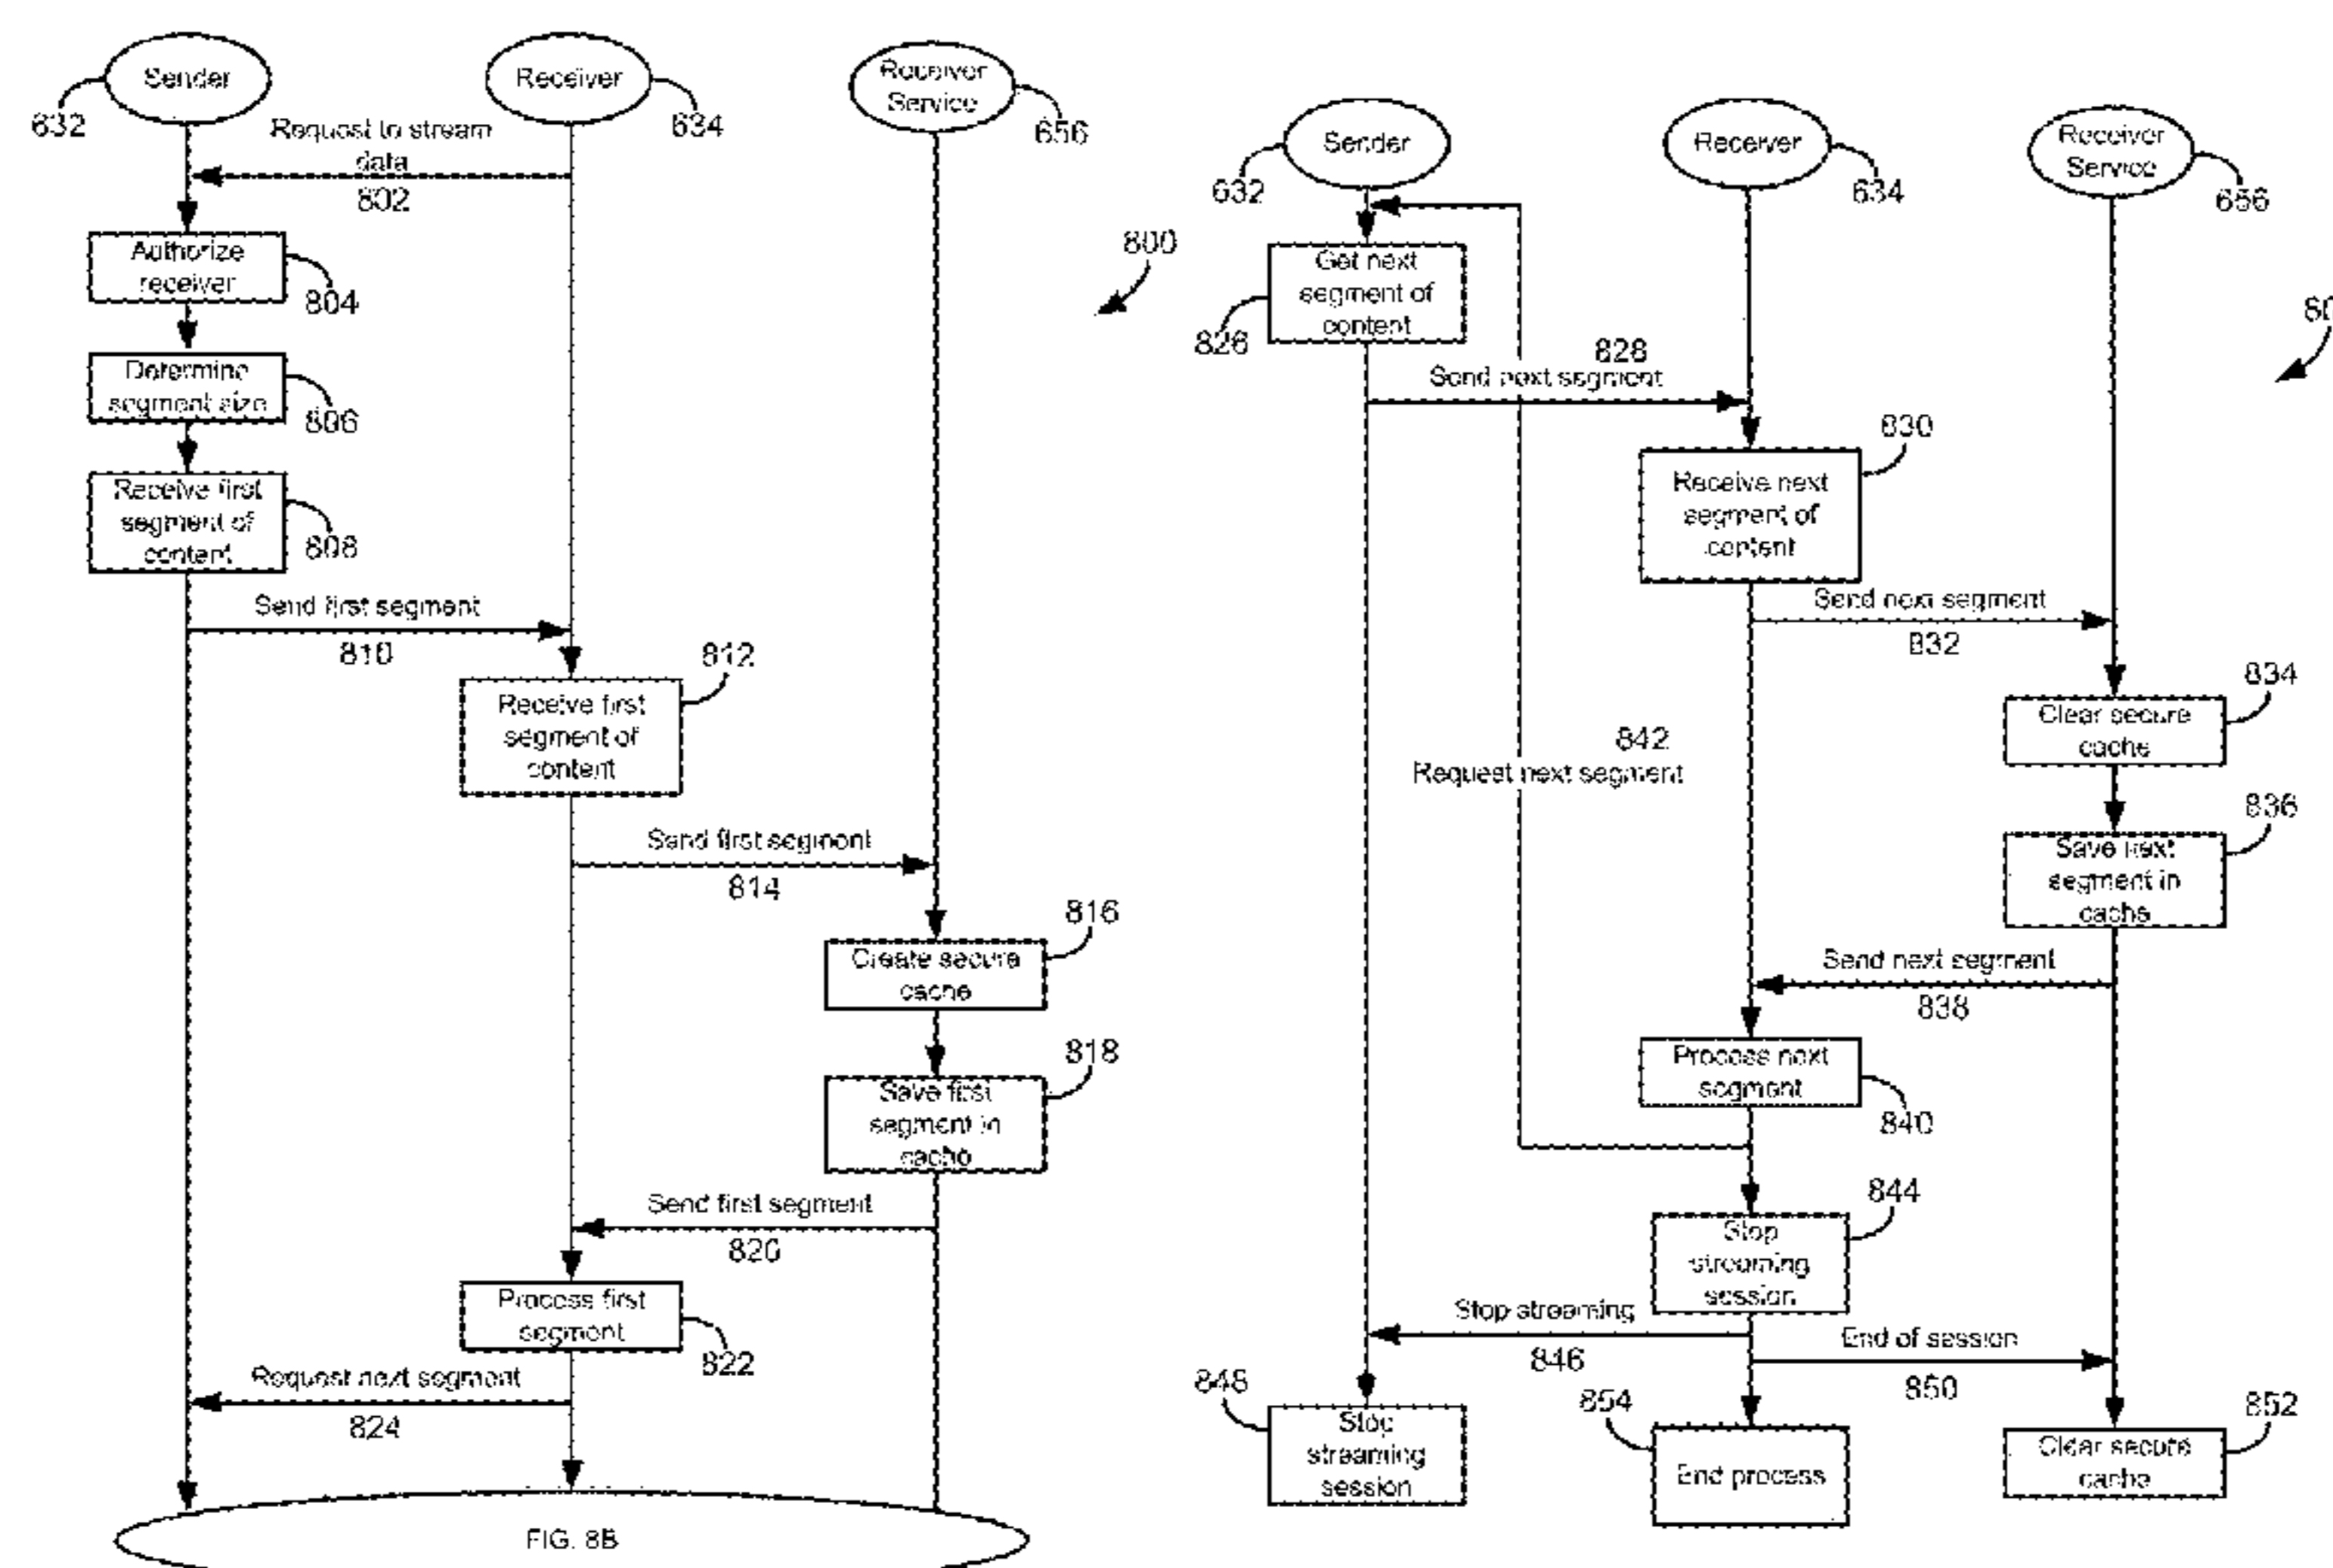 Sender
Receiver
Receiver
Service
632
634
656
Request to stream
data
802
Authorize
receiver
804
800
Determine
segment size
806
Receive first
segment of
content
808
Send first segment
810
812
Receive first
segment of
content
Send first segment
814
816
Create secure
cache
818
Save first
segment in
cache
Send first segment
820
Process first
segment
822
Request next segment
824
FIG. 8B
Sender
Receiver
Receiver
Service
632
634
656
80
Get next
segment of
content
826
828
Send next segment
830
Receive next
segment of
content
Send next segment
832
834
Clear secure
cache
842
Request next segment
836
Save next
segment in
cache
Send next segment
838
Process next
segment
840
844
Stop
streaming
session
Stop streaming
846
End of session
850
848
Stop
streaming
session
854
End process
852
Clear secure
cache